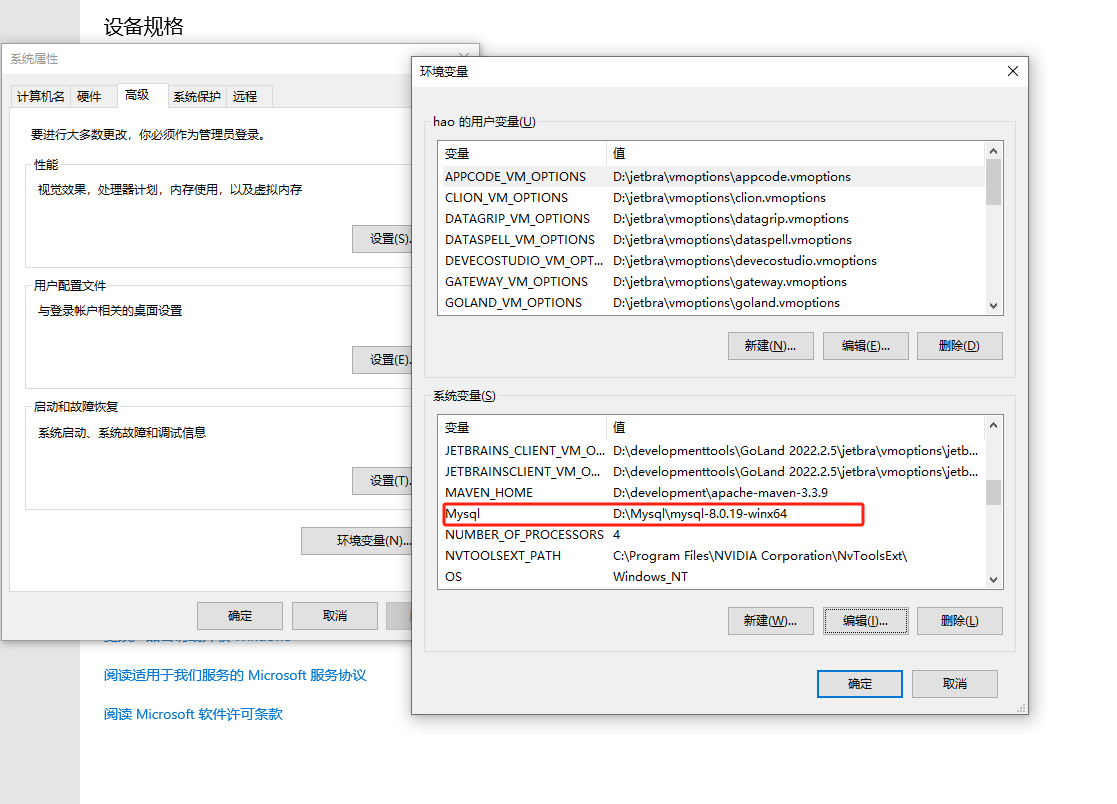 设备规格
系统属性
计算机名 硬件 高级 系统保护 远程
要进行大多数更改，你必须作为管理员登录。
性能
视觉效果，处理器计划，内存使用，以及虚拟内存
设置(S)...
用户配置文件
与登录帐户相关的桌面设置
设置(E)...
启动和故障恢复
系统启动、系统故障和调试信息
设置(T)...
环境变量(N)...
确定 取消
阅读适用于我们服务的 Microsoft 服务协议
阅读 Microsoft 软件许可条款
环境变量
hao 的用户变量(U)
变量 值
APPCODE_VM_OPTIONS D:\jetbra\vmoptions\appcode.vmoptions
CLION_VM_OPTIONS D:\jetbra\vmoptions\clion.vmoptions
DATAGRIP_VM_OPTIONS D:\jetbra\vmoptions\datagrip.vmoptions
DATASPELL_VM_OPTIONS D:\jetbra\vmoptions\dataspell.vmoptions
DEVECOSTUDIO_VM_OPT... D:\jetbra\vmoptions\devecostudio.vmoptions
GATEWAY_VM_OPTIONS D:\jetbra\vmoptions\gateway.vmoptions
GOLAND_VM_OPTIONS D:\jetbra\vmoptions\goland.vmoptions
新建(N)... 编辑(E)... 删除(D)
系统变量(S)
变量 值
JETBRAINS_CLIENT_VM_O... D:\developmenttools\GoLand 2022.2.5\jetbra\vmoptions\jetb...
JETBRAINSCLIENT_VM_O... D:\developmenttools\GoLand 2022.2.5\jetbra\vmoptions\jetb...
MAVEN_HOME D:\development\apache-maven-3.3.9
Mysql D:\Mysql\mysql-8.0.19-winx64
NUMBER_OF_PROCESSORS 4
NVTOOLSEXT_PATH C:\Program Files\NVIDIA Corporation\NvToolsExt\
OS Windows_NT
新建(W)... 编辑(I)... 删除(L)
确定 取消